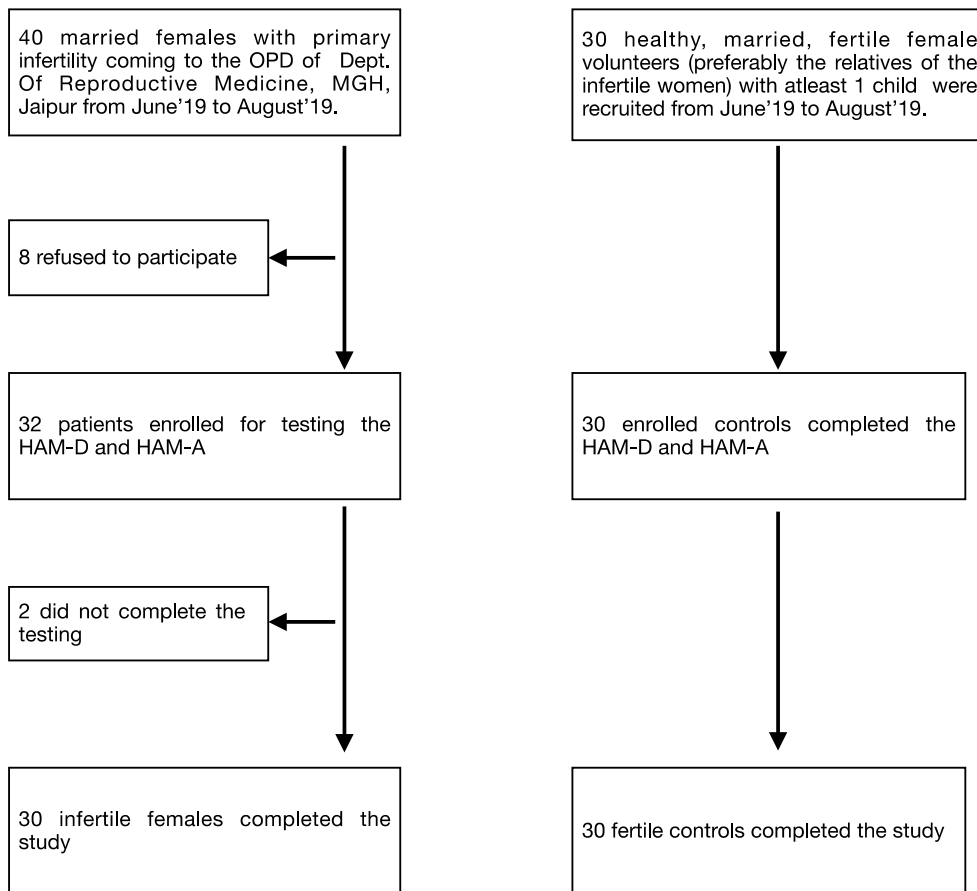 40 married females with primary
infertility coming to the OPD of Dept.
Of Reproductive Medicine, MGH,
Jaipur from June'19 to August'19.
8 refused to participate
32 patients enrolled for testing the
HAM-D and HAM-A
2 did not complete the
testing
30 infertile females completed the
study
30 healthy, married, fertile female
volunteers (preferably the relatives of the
infertile women) with atleast 1 child were
recruited from June'19 to August'19.
30 enrolled controls completed the
HAM-D and HAM-A
30 fertile controls completed the study